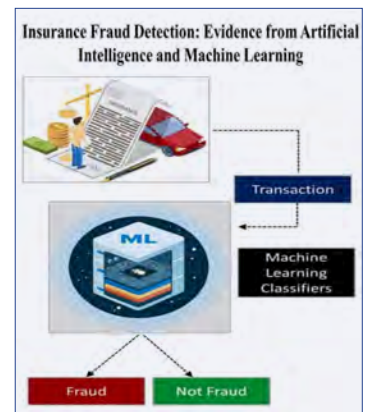 Insurance Fraud Detection: Evidence from Artificial
Intelligence and Machine Learning
Transaction
ML
Machine
Learning
Classifiers
Fraud
Not Fraud